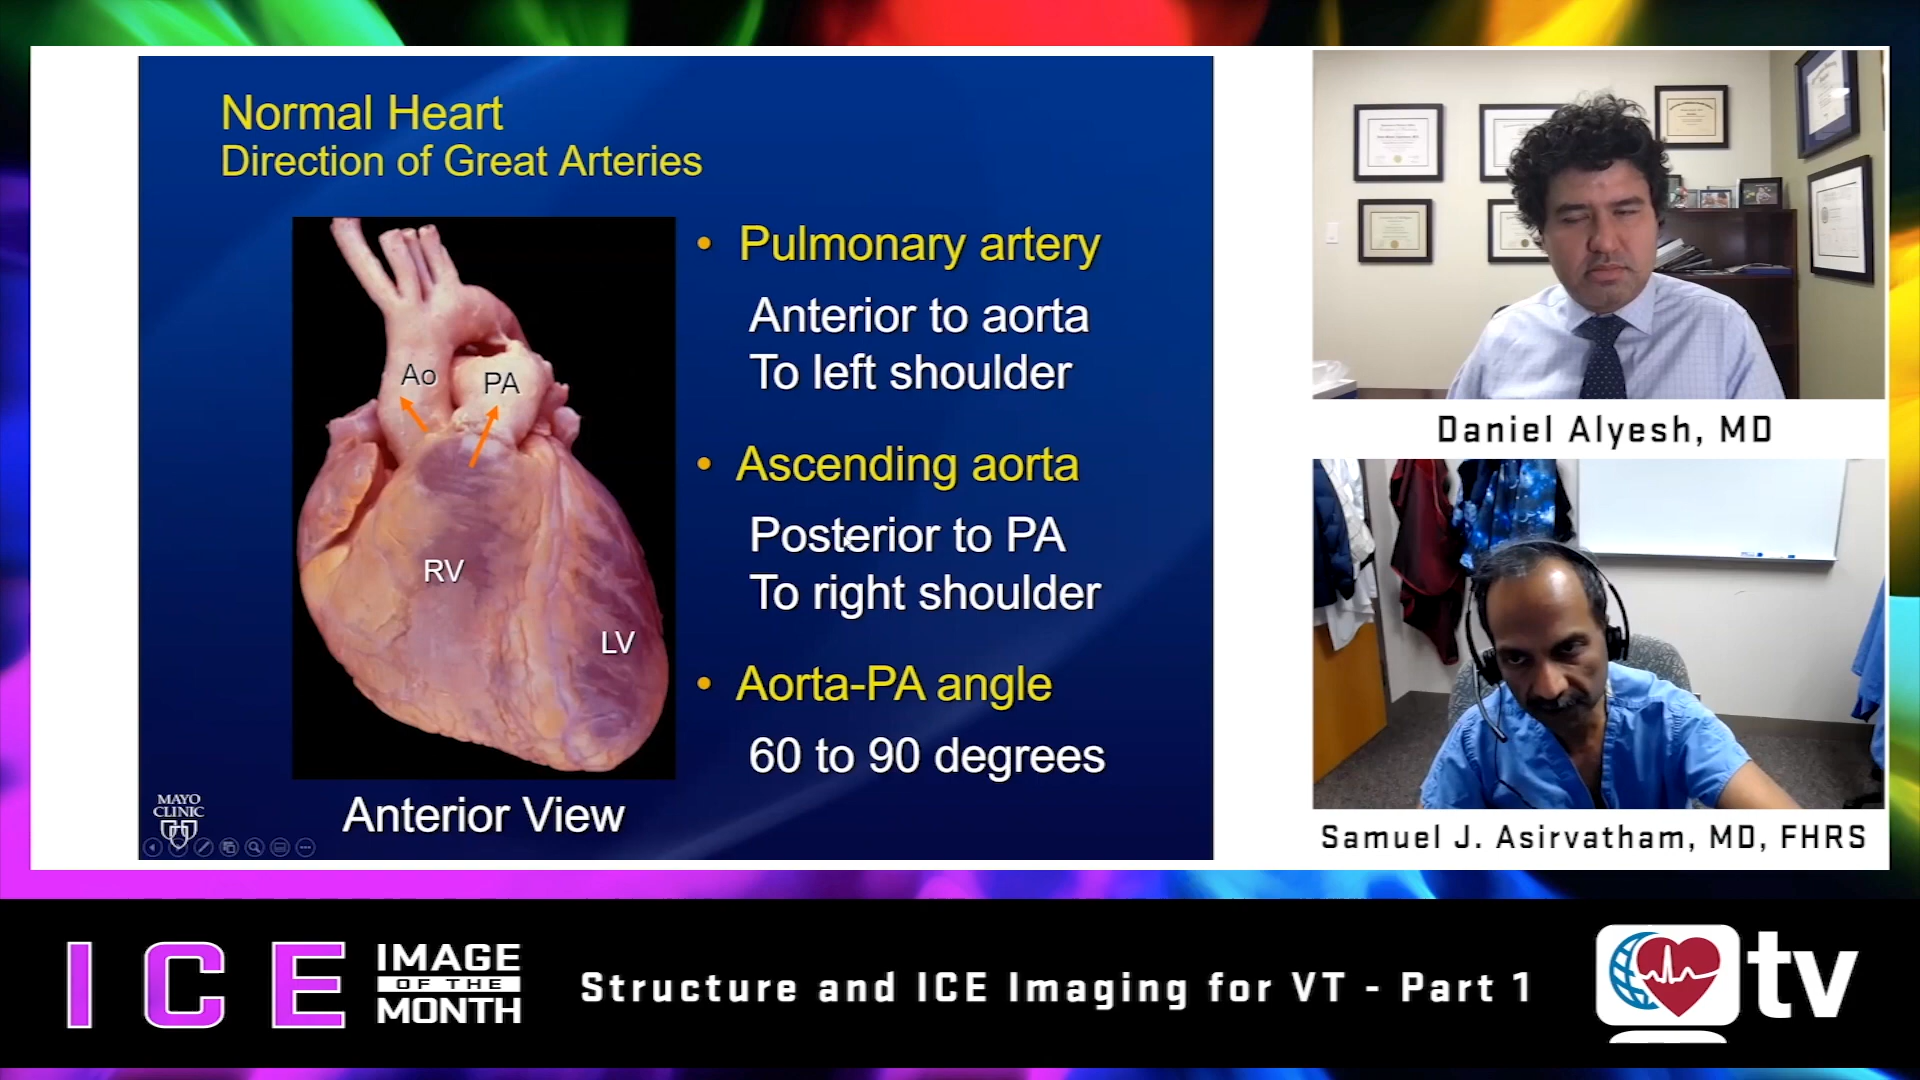 Normal Heart
Direction of Great Arteries
Ao
PA
RV
LV
Anterior View
MAYO
CLINIC
• Pulmonary artery
Anterior to aorta
To left shoulder
• Ascending aorta
Posterior to PA
To right shoulder
• Aorta-PA angle
60 to 90 degrees
Daniel Alyesh, MD
Samuel J. Asirvatham, MD, FHRS
ICE
IMAGE
OF THE
MONTH
Structure and ICE Imaging for VT - Part 1
tv